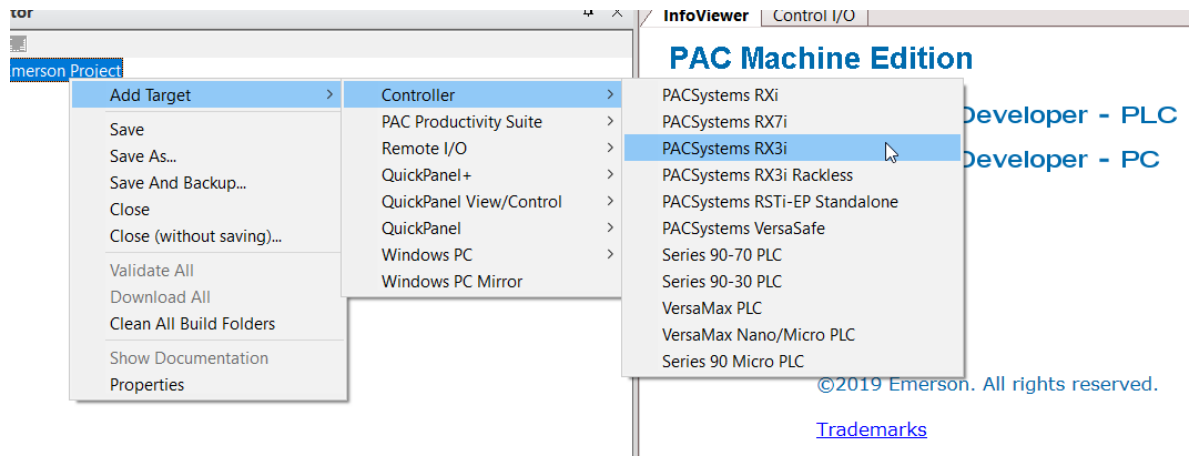 InfoViewer Control I/O
PAC Machine Edition
Emerson Project
Add Target
Save
Save As...
Save And Backup...
Close
Close (without saving)...
Validate All
Download All
Clean All Build Folders
Show Documentation
Properties
Controller
PAC Productivity Suite
Remote I/O
QuickPanel+
QuickPanel View/Control
QuickPanel
Windows PC
Windows PC Mirror
PACSystems RXi
PACSystems RX7i
PACSystems RX3i
PACSystems RX3i Rackless
PACSystems RSTi-EP Standalone
PACSystems VersaSafe
Series 90-70 PLC
Series 90-30 PLC
VersaMax PLC
VersaMax Nano/Micro PLC
Series 90 Micro PLC
Developer - PLC
Developer - PC
©2019 Emerson. All rights reserved.
Trademarks